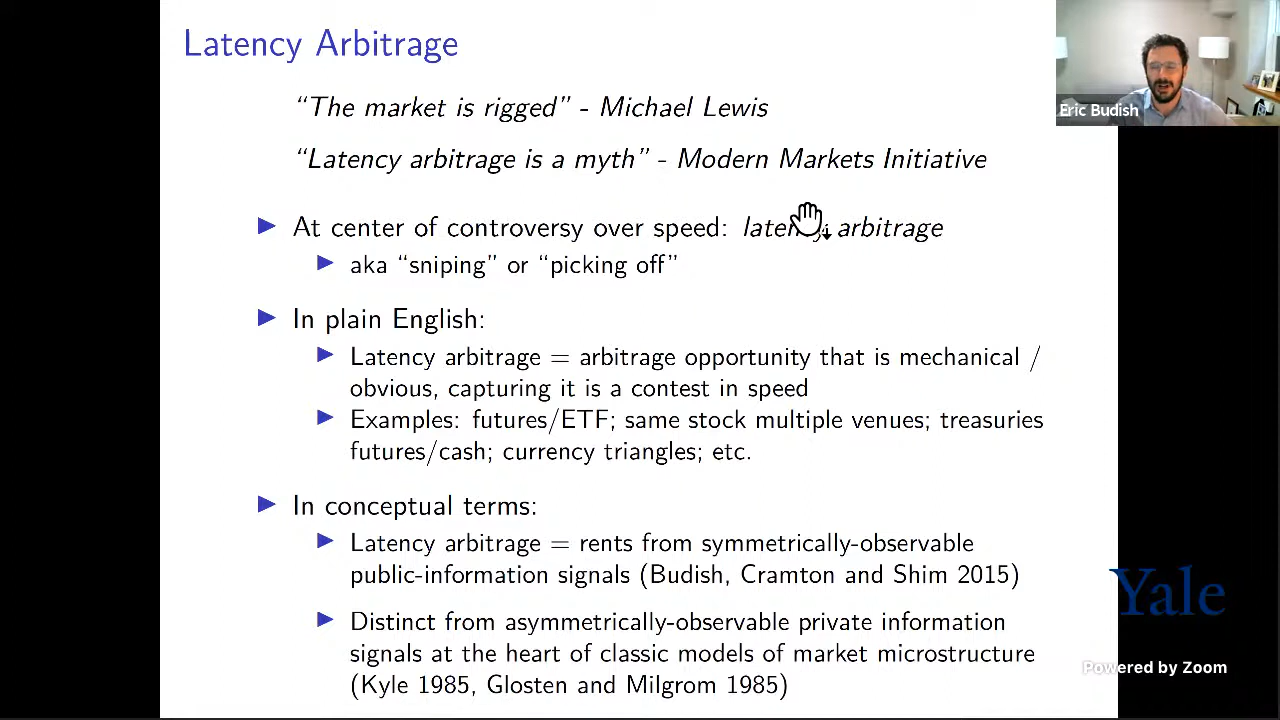 Latency Arbitrage
“The market is rigged” - Michael Lewis
“Latency arbitrage is a myth” - Modern Markets Initiative
At center of controversy over speed: latency arbitrage
aka “sniping” or “picking off”
In plain English:
Latency arbitrage = arbitrage opportunity that is mechanical /
obvious, capturing it is a contest in speed
Examples: futures/ETF; same stock multiple venues; treasuries
futures/cash; currency triangles; etc.
In conceptual terms:
Latency arbitrage = rents from symmetrically-observable
public-information signals (Budish, Cramton and Shim 2015)
Distinct from asymmetrically-observable private information
signals at the heart of classic models of market microstructure
(Kyle 1985, Glosten and Milgrom 1985)
Eric Budish
Yale
Powered by Zoom